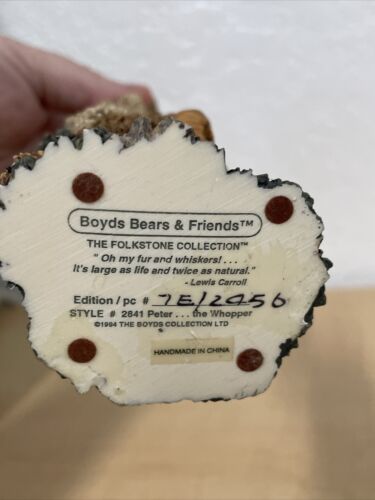 Boyds Bears & Friends™
THE FOLKSTONE COLLECTION™
" Oh my fur and whiskers! . . .
It's large as life and twice as natural."
- Lewis Carroll
Edition / pc # 7E/2456
STYLE # 2841 Peter . . . the Whopper
©1994 THE BOYDS COLLECTION LTD
HANDMADE IN CHINA